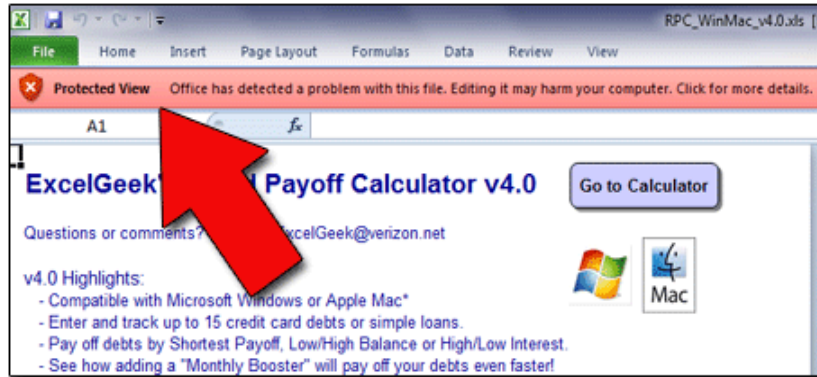 RPC_WinMac_v4.0.xls [
File Home Insert Page Layout Formulas Data Review View
Protected View Office has detected a problem with this file. Editing it may harm your computer. Click for more details.
A1 fx
ExcelGeek' Payoff Calculator v4.0
Go to Calculator
Questions or comments? ExcelGeek@verizon.net
v4.0 Highlights:
Mac
- Compatible with Microsoft Windows or Apple Mac*
- Enter and track up to 15 credit card debts or simple loans.
- Pay off debts by Shortest Payoff, Low/High Balance or High/Low Interest.
- See how adding a "Monthly Booster" will pay off your debts even faster!